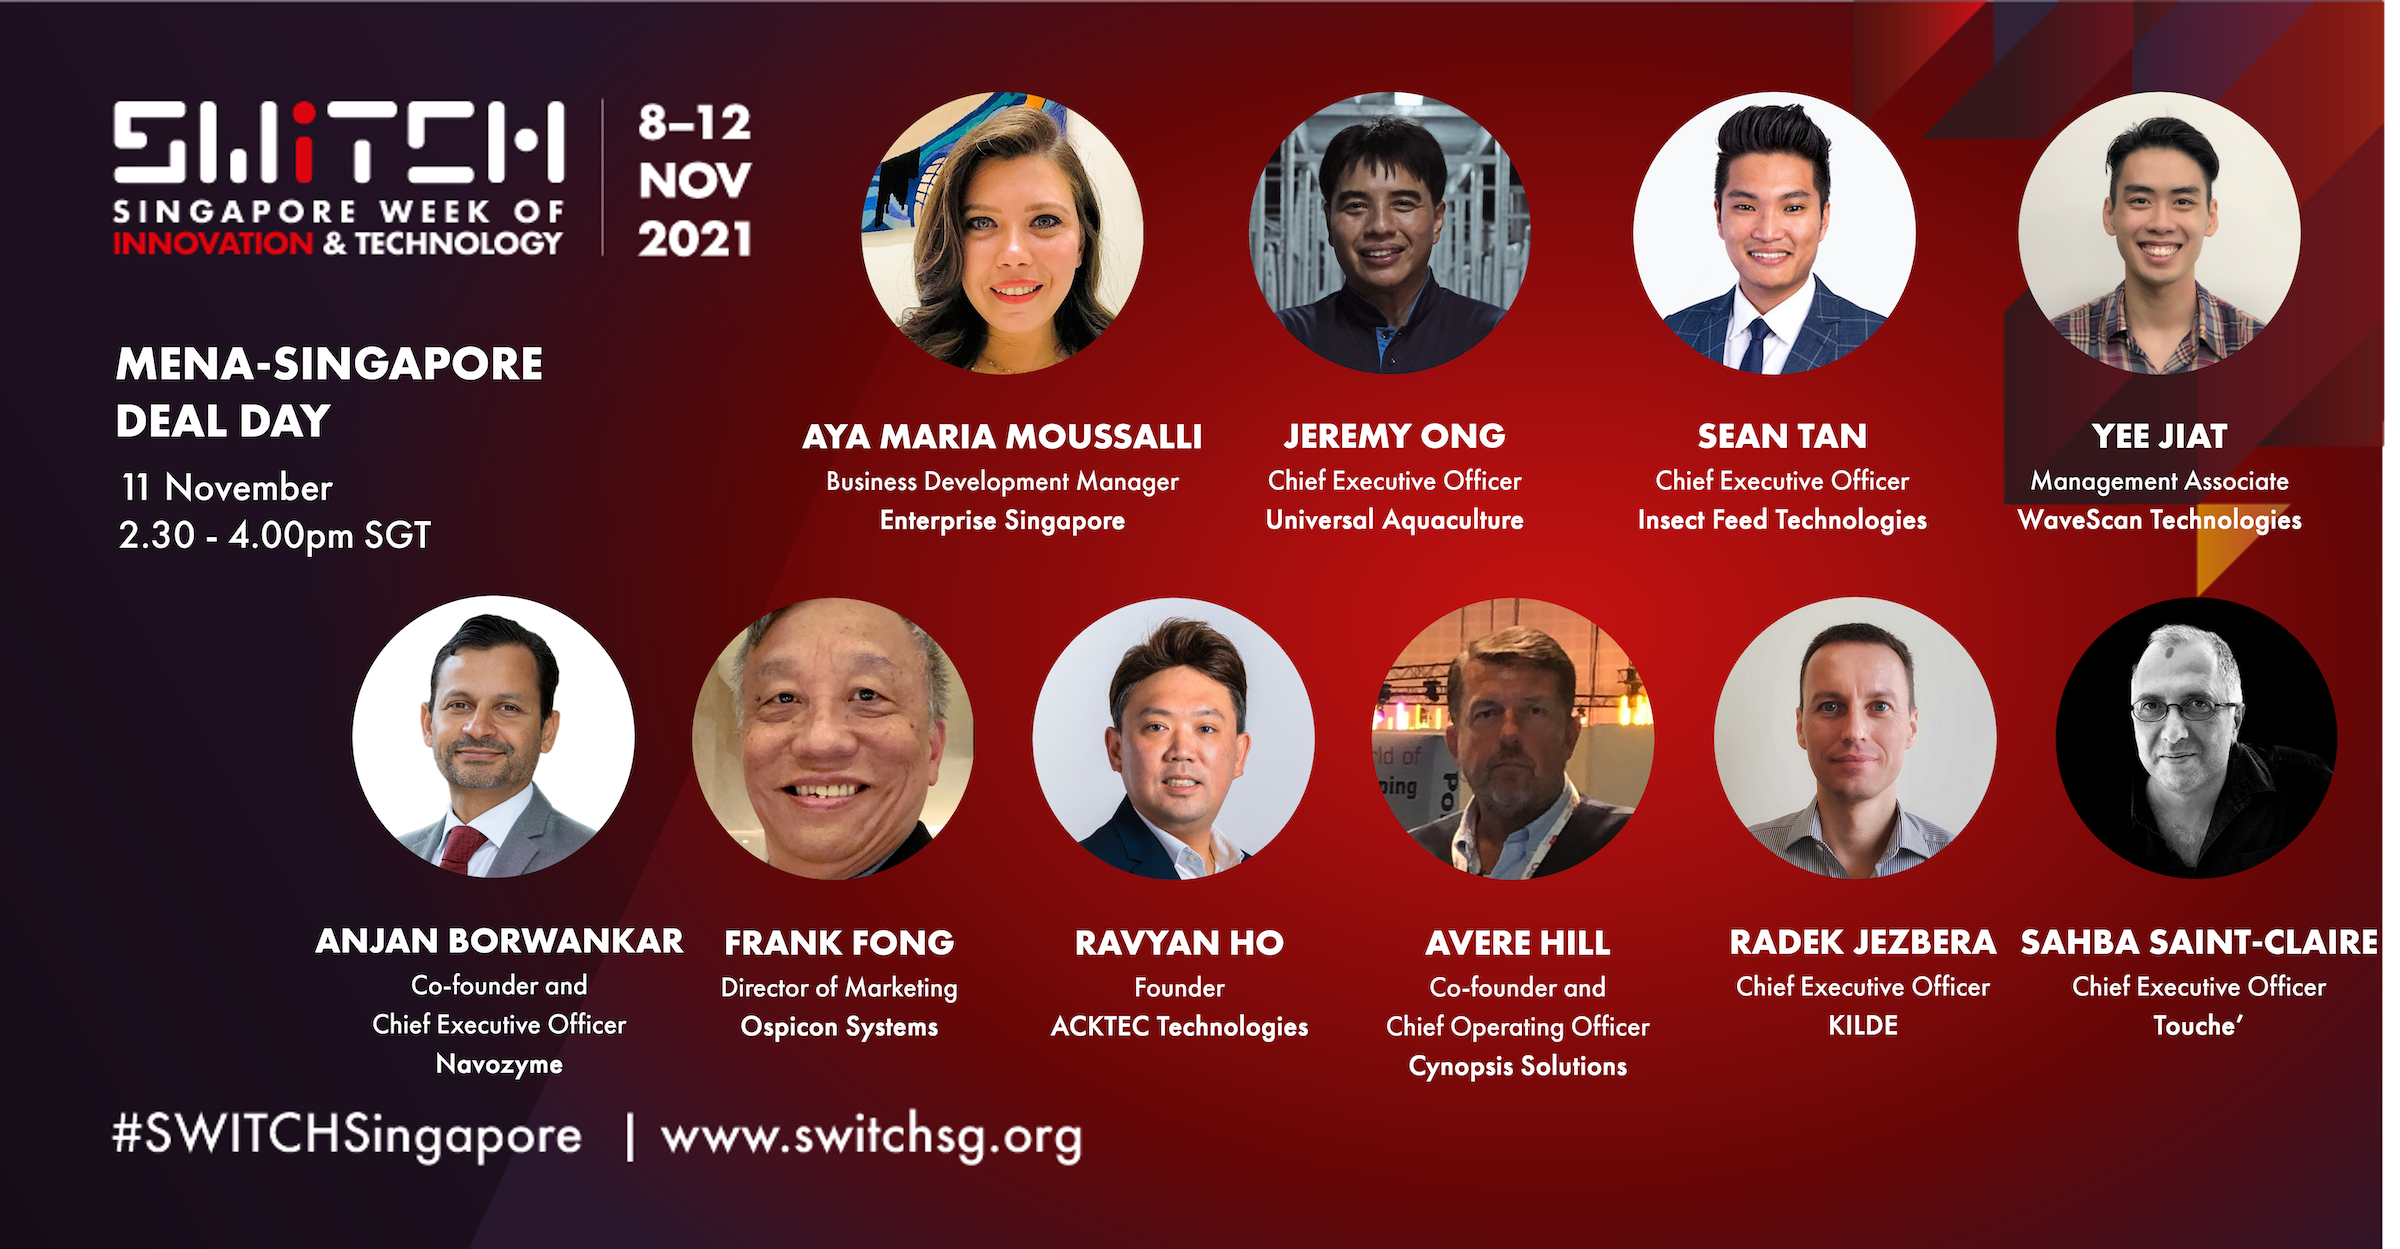 SWiTCH
SINGAPORE WEEK OF
INNOVATION & TECHNOLOGY
8–12
NOV
2021
MENA-SINGAPORE
DEAL DAY
11 November
2.30 - 4.00pm SGT
AYA MARIA MOUSSALLI
Business Development Manager
Enterprise Singapore
JEREMY ONG
Chief Executive Officer
Universal Aquaculture
SEAN TAN
Chief Executive Officer
Insect Feed Technologies
YEE JIAT
Management Associate
WaveScan Technologies
ANJAN BORWANKAR
Co-founder and
Chief Executive Officer
Navozyme
FRANK FONG
Director of Marketing
Ospicon Systems
RAVYAN HO
Founder
ACKTEC Technologies
AVERE HILL
Co-founder and
Chief Operating Officer
Cynopsis Solutions
RADEK JEZBERA
Chief Executive Officer
KILDE
SAHBA SAINT-CLAIRE
Chief Executive Officer
Touche’
#SWITCHSingapore | www.switchsg.org